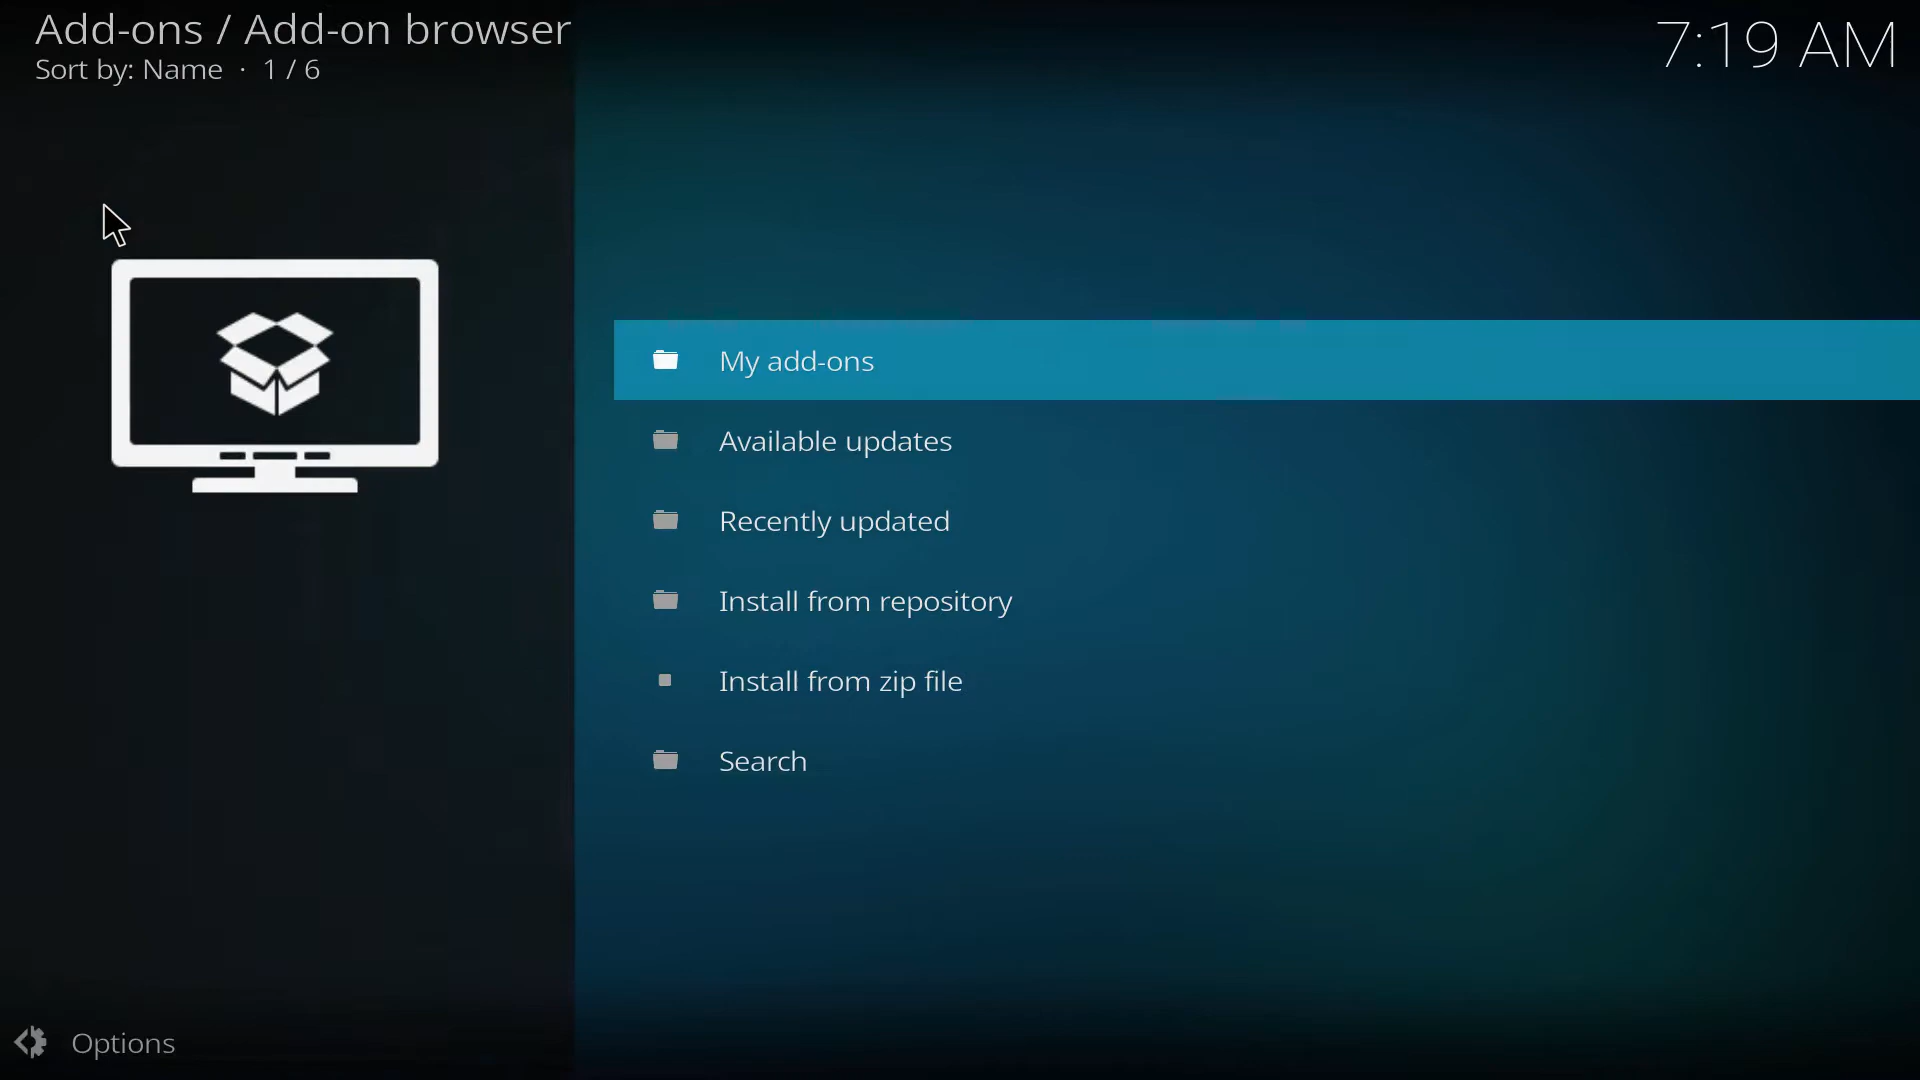 Add-ons / Add-on browser
Sort by: Name · 1 / 6
7:19 AM
My add-ons
Available updates
Recently updated
Install from repository
Install from zip file
Search
Options